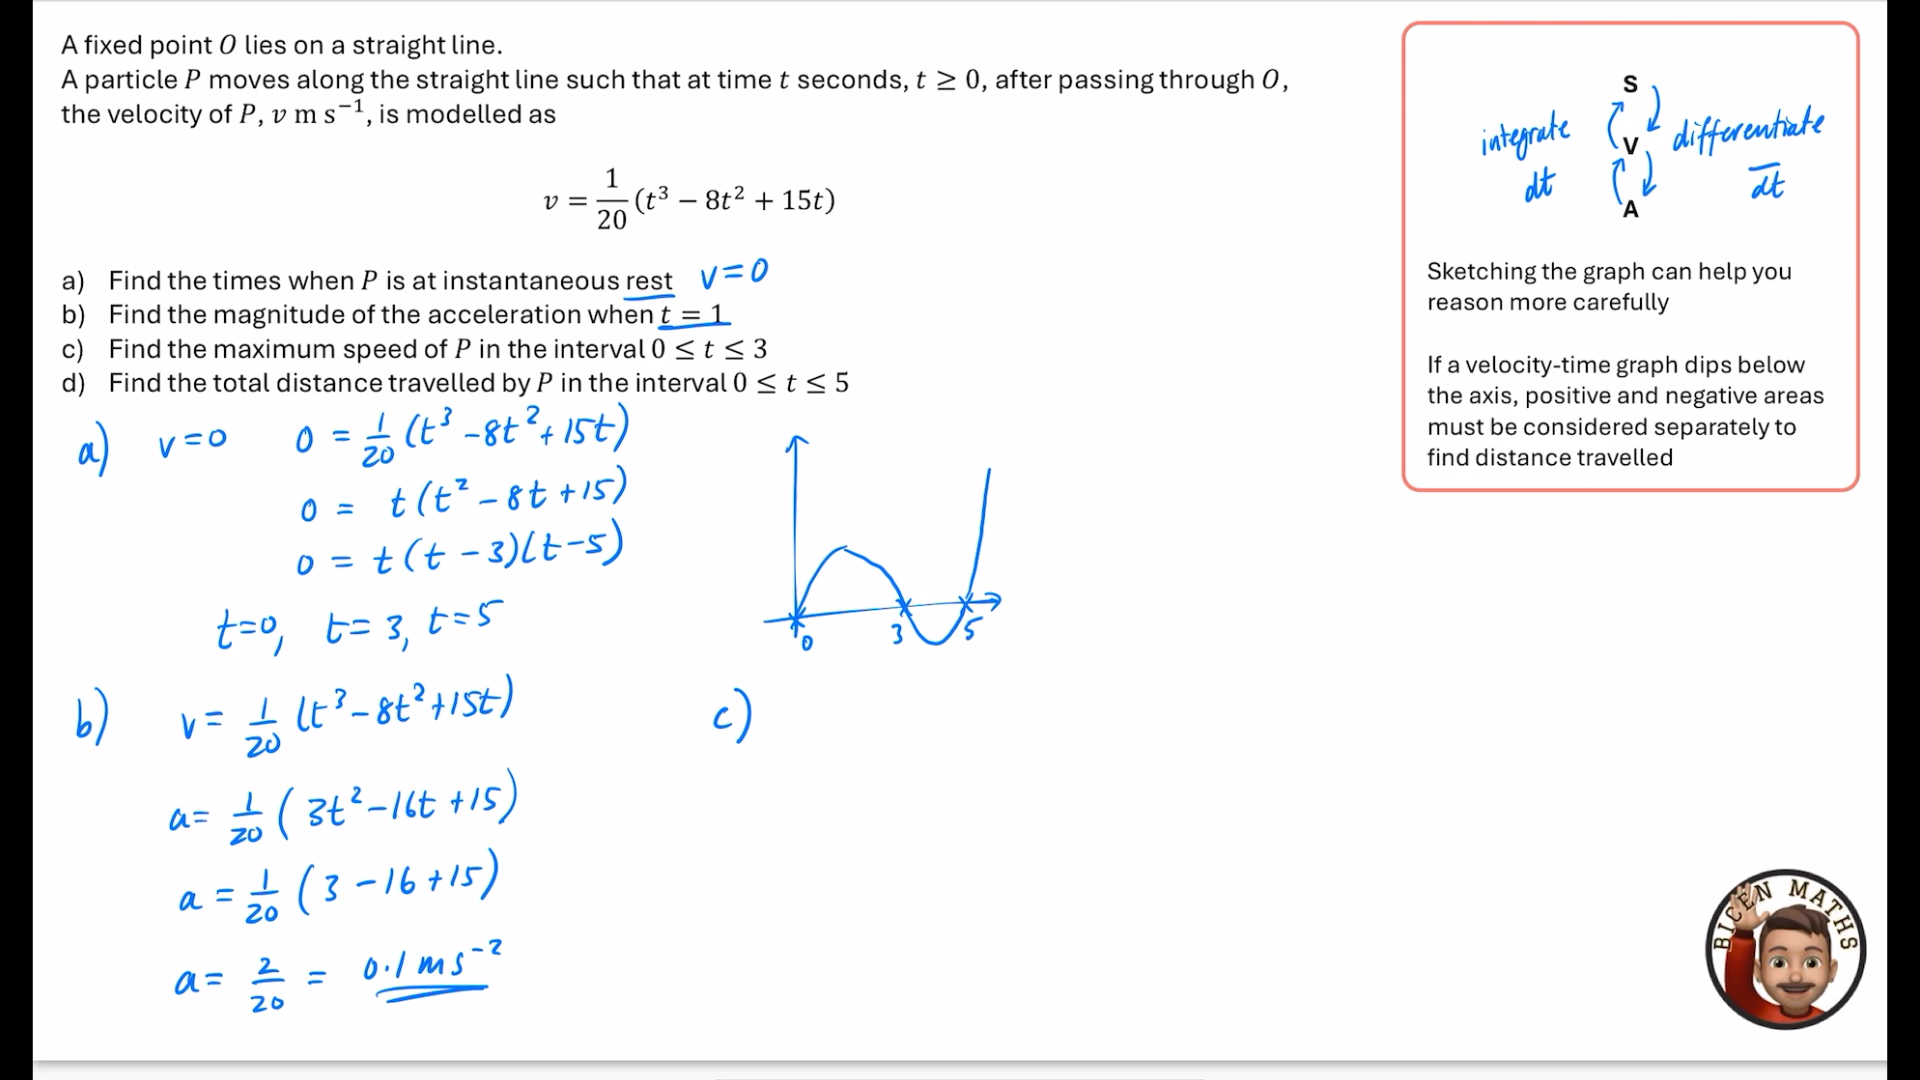 A fixed point O lies on a straight line.
A particle P moves along the straight line such that at time t seconds, t ≥ 0, after passing through O,
the velocity of P, v m s⁻¹, is modelled as
v = 1/20 (t³ − 8t² + 15t)
a) Find the times when P is at instantaneous rest v=0
b) Find the magnitude of the acceleration when t = 1
c) Find the maximum speed of P in the interval 0 ≤ t ≤ 3
d) Find the total distance travelled by P in the interval 0 ≤ t ≤ 5
a) v=0 0 = 1/20 (t³ − 8t² + 15t)
0 = t(t² − 8t + 15)
0 = t(t − 3)(t − 5)
t=0, t=3, t=5
b) v = 1/20 (t³ − 8t² + 15t)
a = 1/20 (3t² − 16t + 15)
a = 1/20 (3 − 16 + 15)
a = 2/20 = 0.1 ms⁻²
0 3 5
c)
S
integrate differentiate
V
dt dt
A
Sketching the graph can help you
reason more carefully
If a velocity-time graph dips below
the axis, positive and negative areas
must be considered separately to
find distance travelled
BICEN MATHS